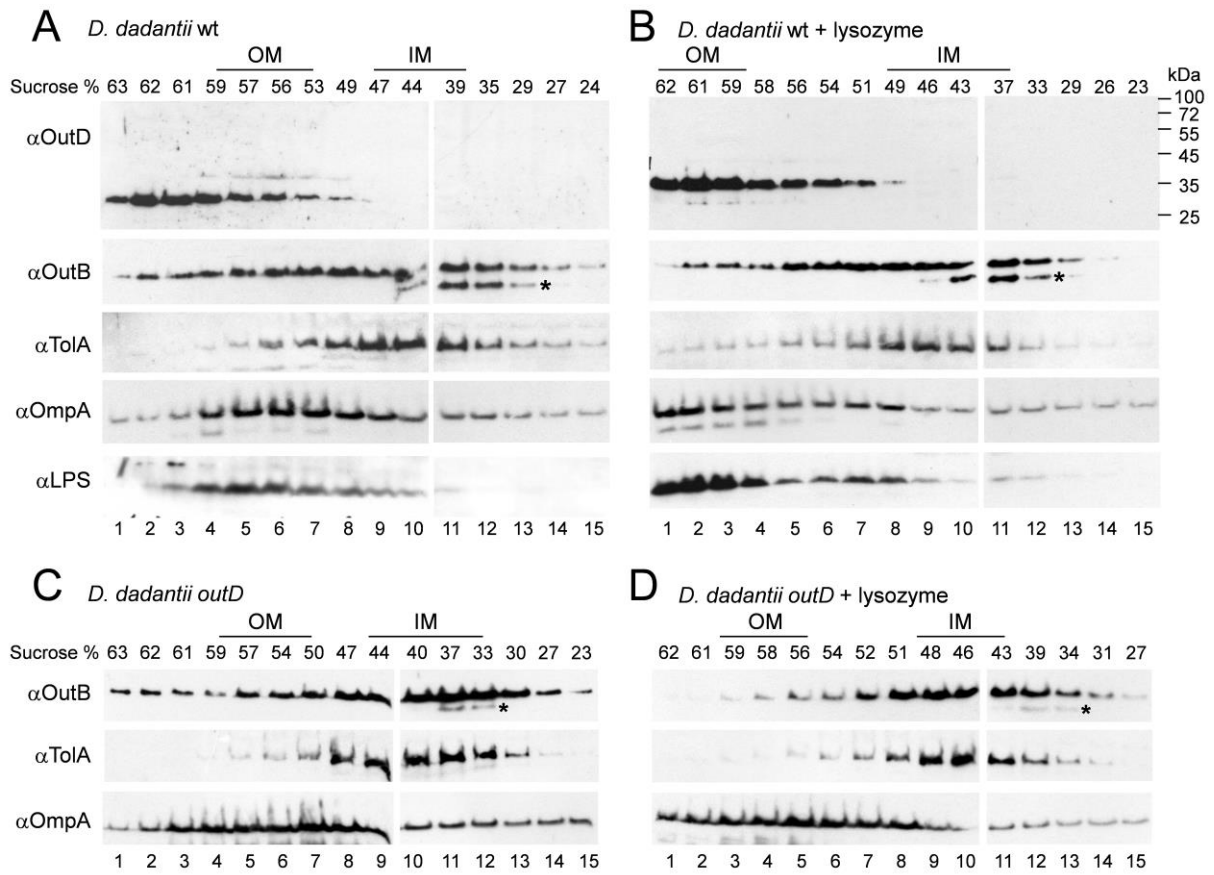 A D. dadantii wt
OM IM
Sucrose % 63 62 61 59 57 56 53 49 47 44 39 35 29 27 24
αOutD
αOutB
*
αTolA
αOmpA
αLPS
1 2 3 4 5 6 7 8 9 10 11 12 13 14 15
B D. dadantii wt + lysozyme
OM IM
62 61 59 58 56 54 51 49 46 43 37 33 29 26 23
kDa
100
72
55
45
35
25
*
1 2 3 4 5 6 7 8 9 10 11 12 13 14 15
C D. dadantii outD
OM IM
Sucrose % 63 62 61 59 57 54 50 47 44 40 37 33 30 27 23
αOutB
*
αTolA
αOmpA
1 2 3 4 5 6 7 8 9 10 11 12 13 14 15
D D. dadantii outD + lysozyme
OM IM
62 61 59 58 56 54 52 51 48 46 43 39 34 31 27
*
1 2 3 4 5 6 7 8 9 10 11 12 13 14 15